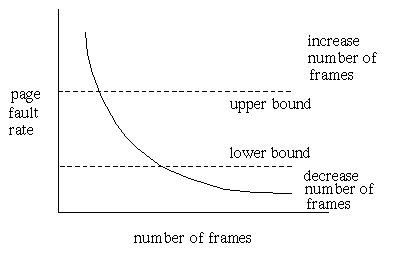 increase
number of
frames
page
fault
rate
upper bound
lower bound
decrease
number of
frames
number of frames